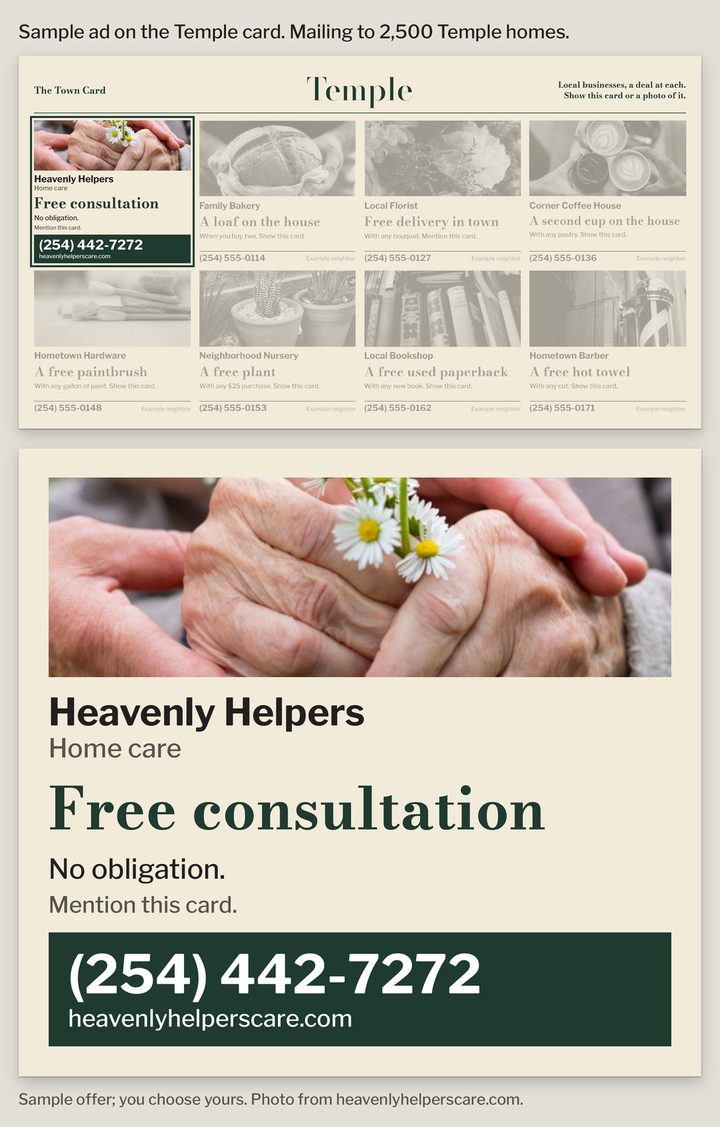 Sample ad on the Temple card. Mailing to 2,500 Temple homes.
The Town Card
Temple
Local businesses, a deal at each.
Show this card or a photo of it.
Heavenly Helpers
Home care
Free consultation
No obligation.
Mention this card.
(254) 442-7272
heavenlyhelperscare.com
Family Bakery
A loaf on the house
When you buy two. Show this card.
(254) 555-0114
Example neighbor
Local Florist
Free delivery in town
With any bouquet. Mention this card.
(254) 555-0127
Example neighbor
Corner Coffee House
A second cup on the house
With any pastry. Show this card.
(254) 555-0136
Example neighbor
Hometown Hardware
A free paintbrush
With any gallon of paint. Show this card.
(254) 555-0148
Example neighbor
Neighborhood Nursery
A free plant
With any $25 purchase. Show this card.
(254) 555-0153
Example neighbor
Local Bookshop
A free used paperback
With any new book. Show this card.
(254) 555-0162
Example neighbor
Hometown Barber
A free hot towel
With any cut. Show this card.
(254) 555-0171
Example neighbor
Heavenly Helpers
Home care
Free consultation
No obligation.
Mention this card.
(254) 442-7272
heavenlyhelperscare.com
Sample offer; you choose yours. Photo from heavenlyhelperscare.com.